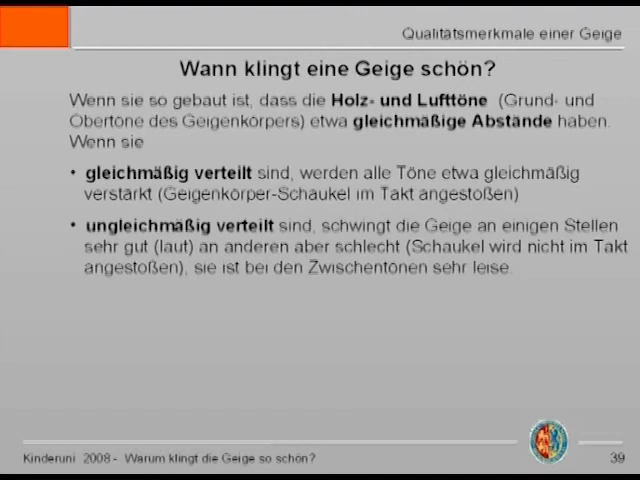 Qualitätsmerkmale einer Geige
Wann klingt eine Geige schön?
Wenn sie so gebaut ist, dass die Holz- und Lufttöne (Grund- und
Obertöne des Geigenkörpers) etwa gleichmäßige Abstände haben.
Wenn sie
• gleichmäßig verteilt sind, werden alle Töne etwa gleichmäßig
verstärkt (Geigenkörper-Schaukel im Takt angestoßen)
• ungleichmäßig verteilt sind, schwingt die Geige an einigen Stellen
sehr gut (laut) an anderen aber schlecht (Schaukel wird nicht im Takt
angestoßen), sie ist bei den Zwischentönen sehr leise.
Kinderuni 2008 - Warum klingt die Geige so schön?
39